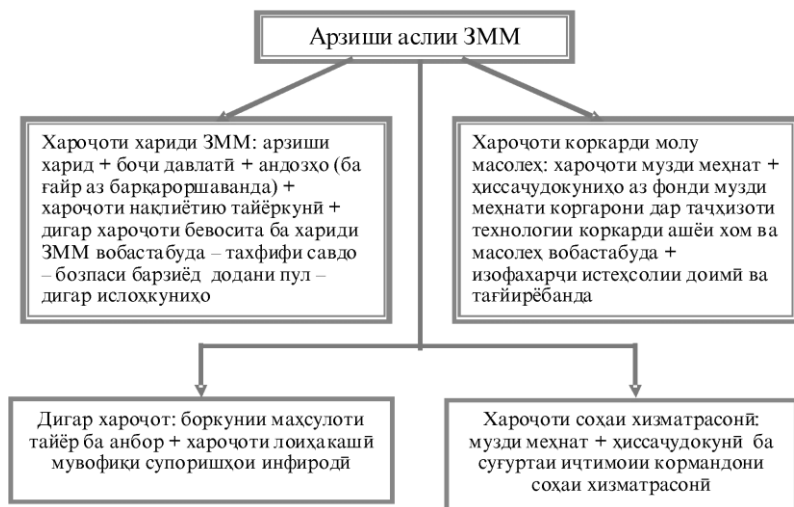 Арзиши аслии ЗММ
Хароҷоти хариди ЗММ: арзиши
харид + боҷи давлатӣ + андозҳо (ба
ғайр аз барқароршаванда) +
хароҷоти нақлиётию тайёркунӣ +
дигар хароҷоти бевосита ба хариди
ЗММ вобастабуда – тахфифи савдо
– бозпаси барзиёд додани пул –
дигар ислоҳкуниҳо
Хароҷоти коркарди молу
масолеҳ: хароҷоти музди меҳнат +
ҳиссаҷудокуниҳо аз фонди музди
меҳнати коргарони дар таҷҳизоти
технологии коркарди ашёи хом ва
масолеҳ вобастабуда +
изофахарҷи истеҳсолии доимӣ ва
тағйирёбанда
Дигар хароҷот: боркунии маҳсулоти
тайёр ба анбор + хароҷоти лоиҳакашӣ
мувофиқи супоришҳои инфиродӣ
Хароҷоти соҳаи хизматрасонӣ:
музди меҳнат + ҳиссаҷудокунӣ ба
суғуртаи иҷтимоии кормандони
соҳаи хизматрасонӣ